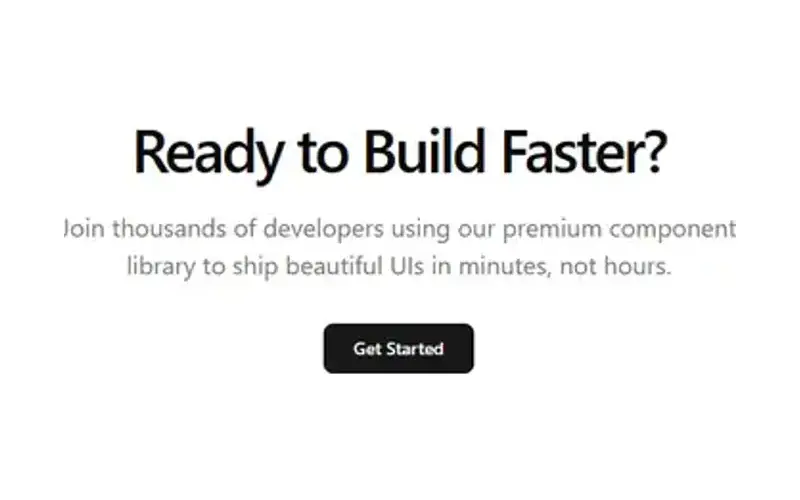 Ready to Build Faster?
Join thousands of developers using our premium component
library to ship beautiful UIs in minutes, not hours.
Get Started